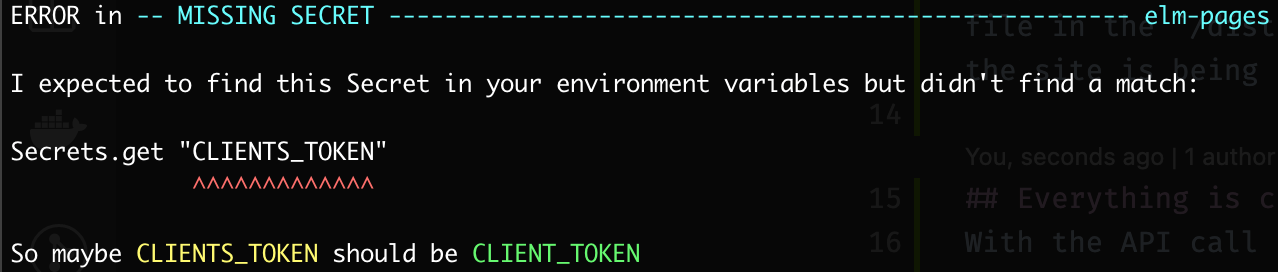 ERROR in -- MISSING SECRET ----------------------------------------------------- elm-pages
file in the `/dist
I expected to find this Secret in your environment variables but didn't find a match:
the site is being
14
Secrets.get "CLIENTS_TOKEN"
^^^^^^^^^^^^^
You, seconds ago | 1 author
15 ## Everything is c
So maybe CLIENTS_TOKEN should be CLIENT_TOKEN
16 With the API call